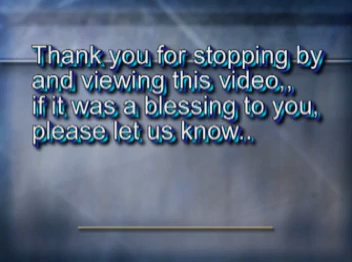 Thank you for stopping by
and viewing this video,,
if it was a blessing to you,
please let us know..